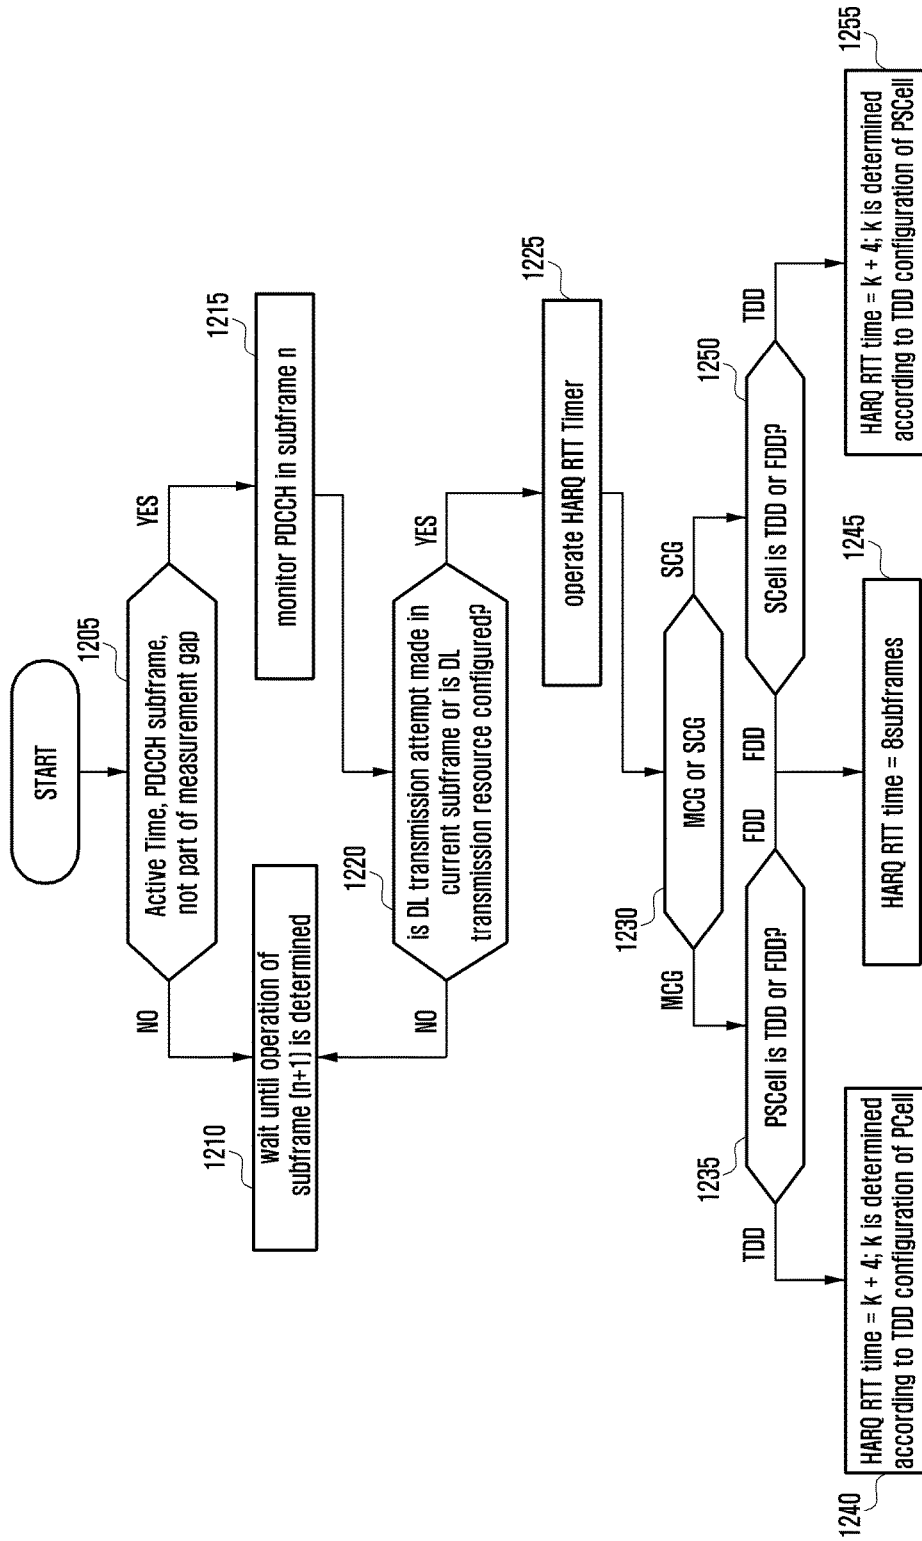 START
1205
Active Time, PDCCH subframe,
not part of measurement gap
NO
YES
1210
wait until operation of
subframe (n+1) is determined
1215
monitor PDCCH in subframe n
1220
is DL transmission attempt made in
current subframe or is DL
transmission resource configured?
NO
YES
1225
operate HARQ RTT Timer
1230
MCG or SCG
MCG
SCG
1235
PSCell is TDD or FDD?
1250
SCell is TDD or FDD?
TDD
FDD
FDD
TDD
1240
HARQ RTT time = k + 4; k is determined
according to TDD configuration of PCell
1245
HARQ RTT time = 8subframes
1255
HARQ RTT time = k + 4; k is determined
according to TDD configuration of PSCell